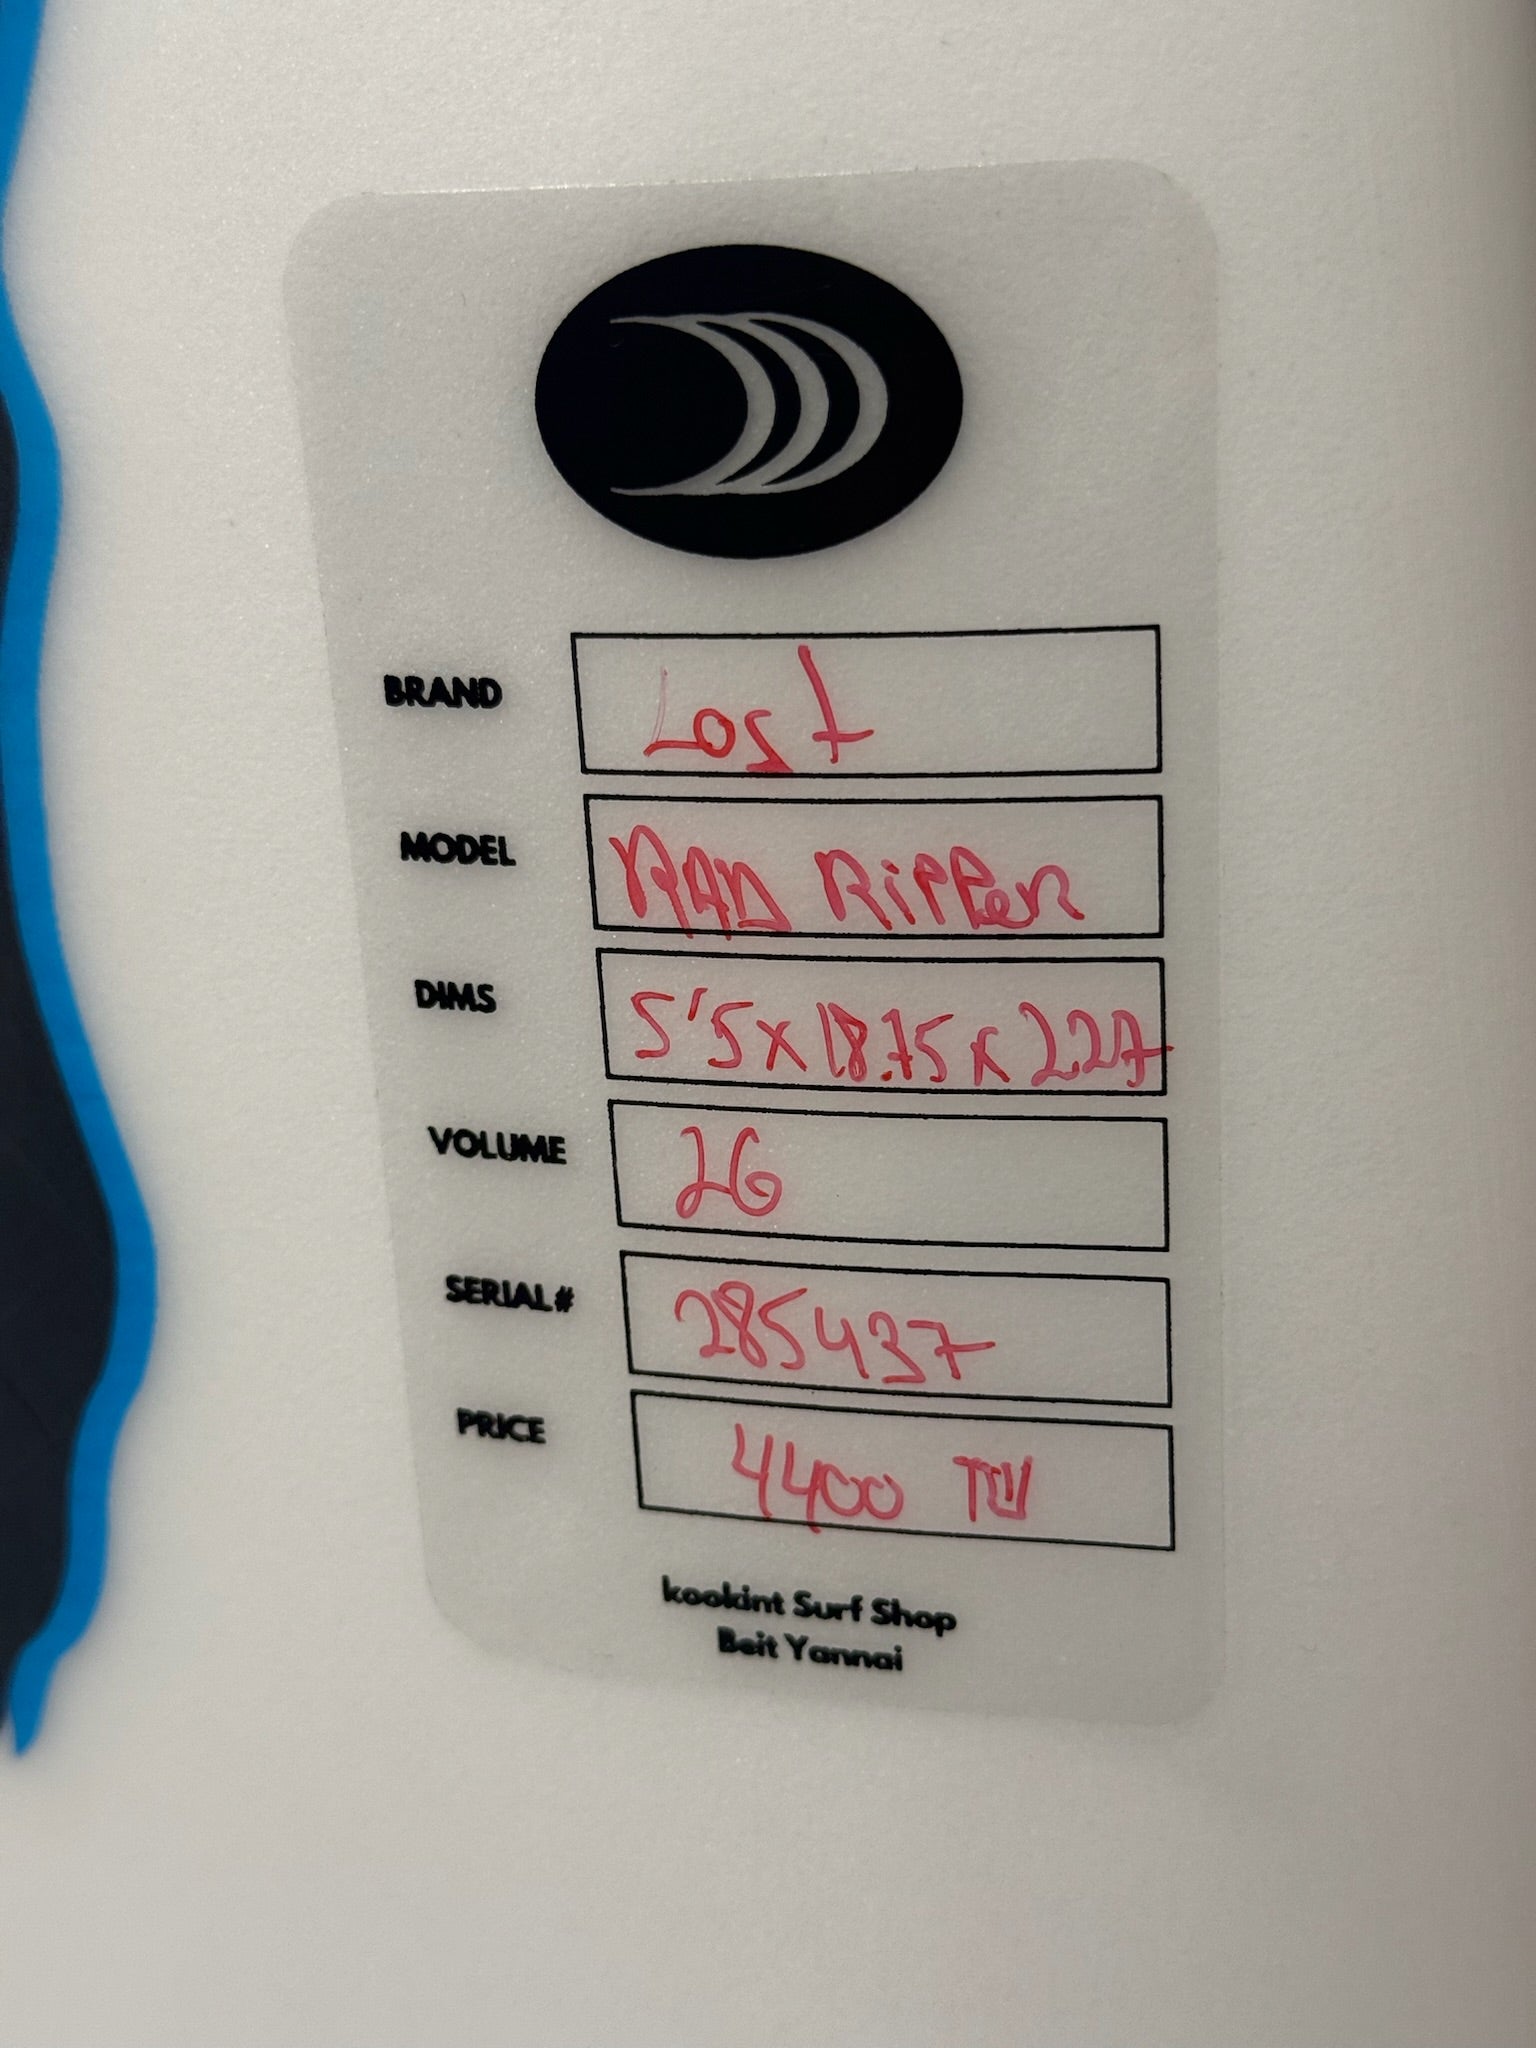 BRAND Lost
MODEL RAD RiPPer
DIMS 5'5 x 18.75 x 2.27
VOLUME 26
SERIAL# 285437
PRICE 4400 ש״ח
kookint Surf Shop
Beit Yannai